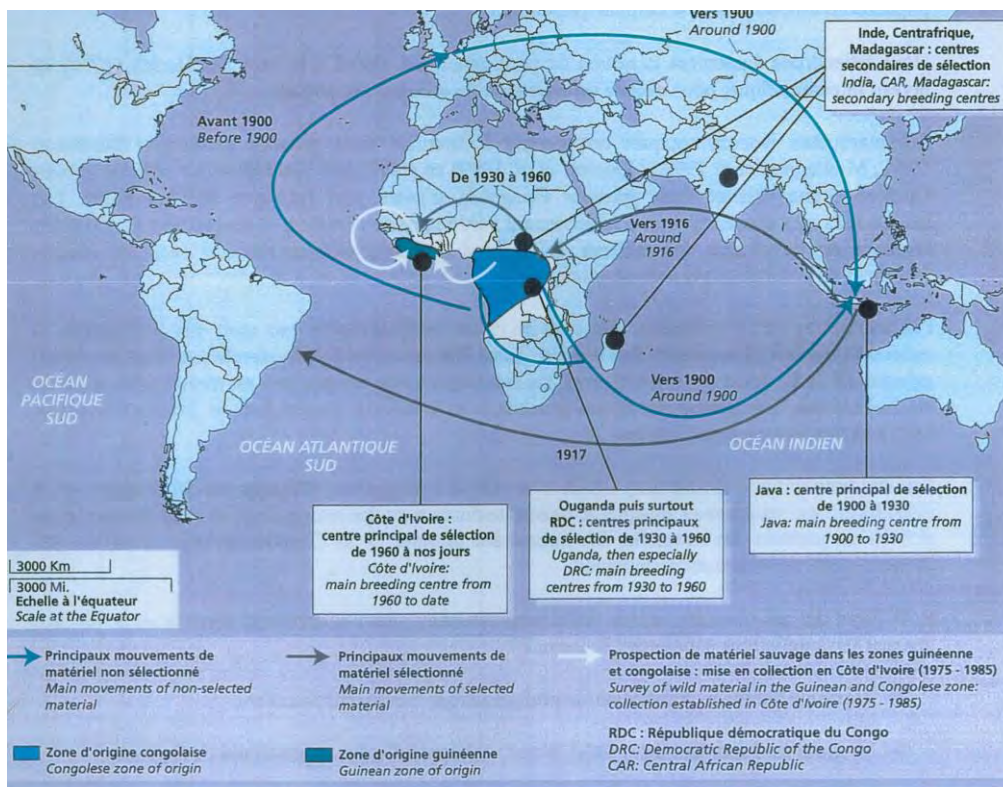 Vers 1900
Around 1900
Inde, Centrafrique,
Madagascar : centres
secondaires de sélection
India, CAR, Madagascar:
secondary breeding centres
Avant 1900
Before 1900
De 1930 à 1960
Vers 1916
Around
1916
OCÉAN
PACIFIQUE
SUD
OCÉAN ATLANTIQUE
SUD
Vers 1900
Around 1900
OCÉAN INDIEN
1917
Côte d'Ivoire :
centre principal de sélection
de 1960 à nos jours
Côte d'Ivoire:
main breeding centre from
1960 to date
Ouganda puis surtout
RDC : centres principaux
de sélection de 1930 à 1960
Uganda, then especially
DRC: main breeding
centres from 1930 to 1960
Java : centre principal de sélection
de 1900 à 1930
Java: main breeding centre from
1900 to 1930
3000 Km
3000 Mi.
Echelle à l'équateur
Scale at the Equator
Principaux mouvements de
matériel non sélectionné
Main movements of non-selected
material
Principaux mouvements de
matériel sélectionné
Main movements of selected
material
Prospection de matériel sauvage dans les zones guinéenne
et congolaise : mise en collection en Côte d'Ivoire (1975 - 1985)
Survey of wild material in the Guinean and Congolese zone:
collection established in Côte d'Ivoire (1975 - 1985)
Zone d'origine congolaise
Congolese zone of origin
Zone d'origine guinéenne
Guinean zone of origin
RDC : République démocratique du Congo
DRC: Democratic Republic of the Congo
CAR: Central African Republic